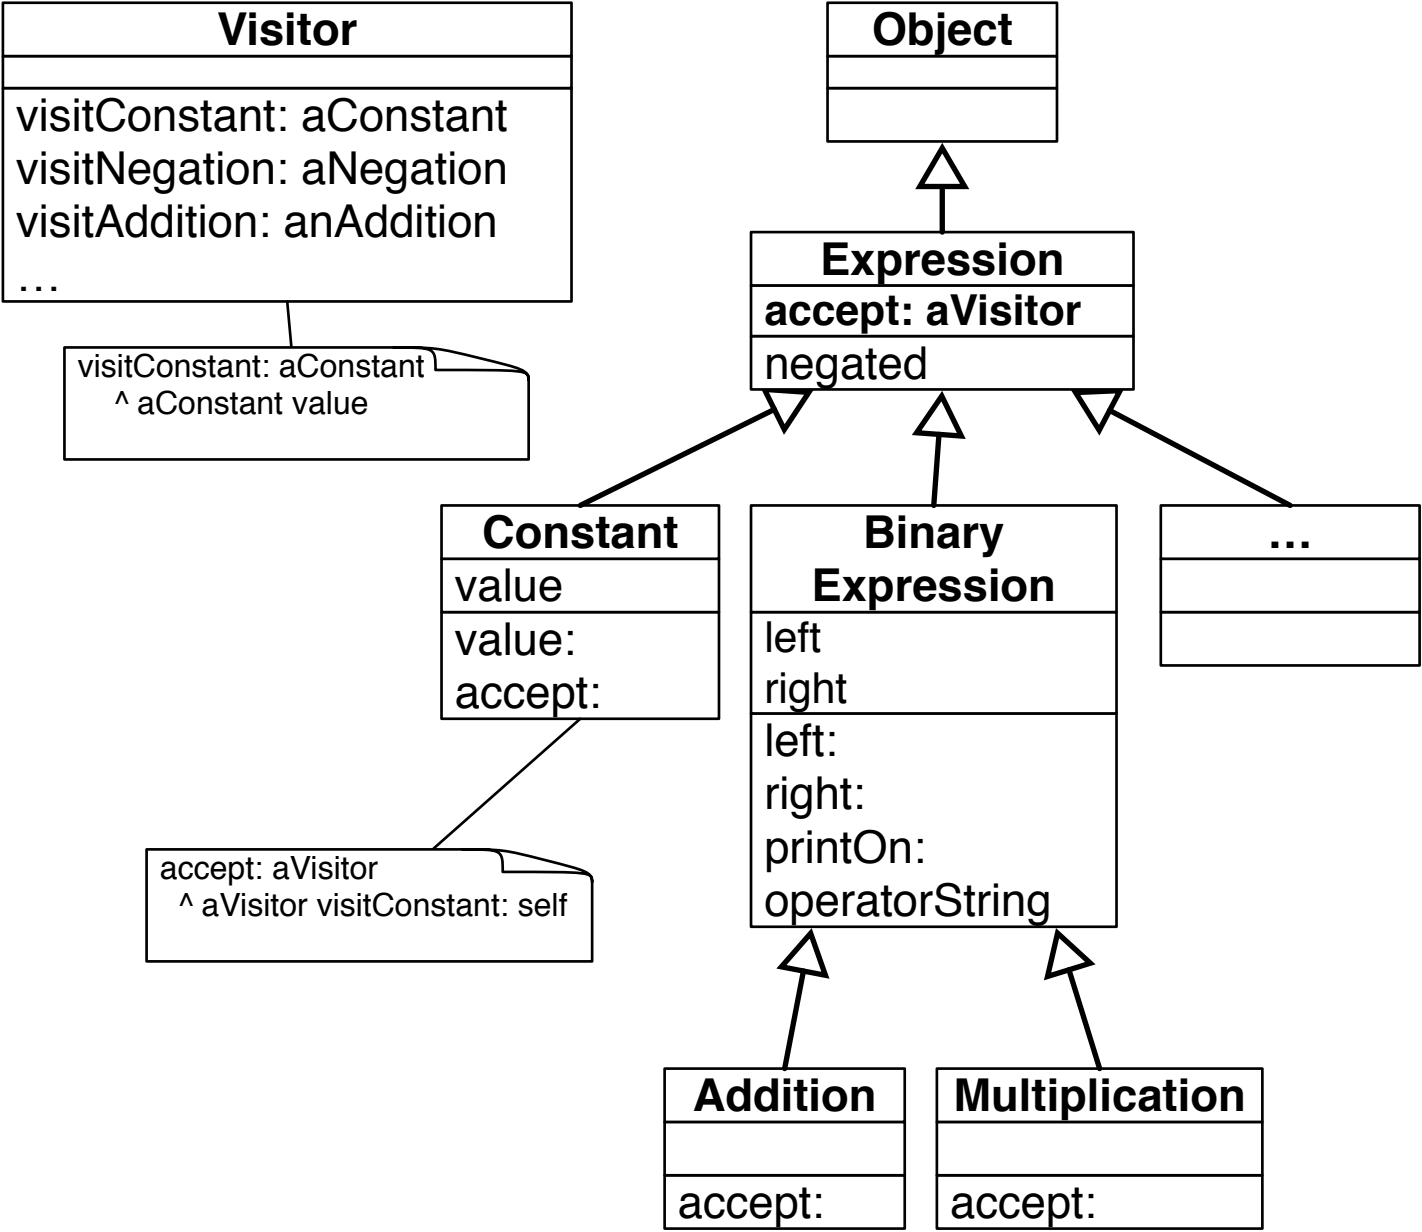 Visitor
visitConstant: aConstant
visitNegation: aNegation
visitAddition: anAddition
...
visitConstant: aConstant
^ aConstant value
Object
Expression
accept: aVisitor
negated
Constant
value
value:
accept:
accept: aVisitor
^ aVisitor visitConstant: self
Binary
Expression
left
right
left:
right:
printOn:
operatorString
...
Addition
accept:
Multiplication
accept: